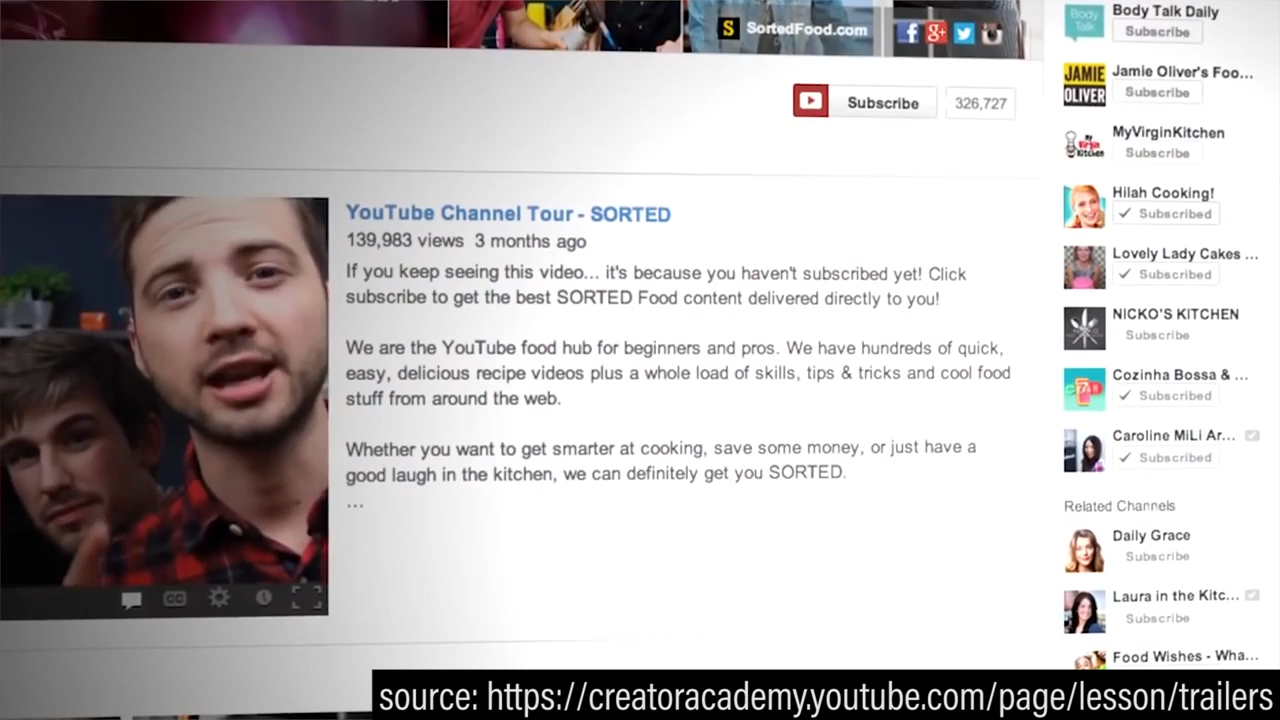 S SortedFood.com
Subscribe 326,727
YouTube Channel Tour - SORTED
139,983 views 3 months ago
If you keep seeing this video... it's because you haven't subscribed yet! Click
subscribe to get the best SORTED Food content delivered directly to you!
We are the YouTube food hub for beginners and pros. We have hundreds of quick,
easy, delicious recipe videos plus a whole load of skills, tips & tricks and cool food
stuff from around the web.
Whether you want to get smarter at cooking, save some money, or just have a
good laugh in the kitchen, we can definitely get you SORTED.
...
CC
Body Talk
Body Talk Daily
Subscribe
JAMIE OLIVER
Jamie Oliver's Foo...
Subscribe
My Virgin Kitchen
MyVirginKitchen
Subscribe
Hilah Cooking!
Subscribed
Lovely Lady Cakes ...
Subscribed
NICKO'S KITCHEN
Subscribe
Cozinha Bossa & ...
Subscribed
Caroline MiLi Ar...
Subscribed
Related Channels
Daily Grace
Subscribe
Laura in the Kitc...
Subscribe
Food Wishes - Wha...
source: https://creatoracademy.youtube.com/page/lesson/trailers